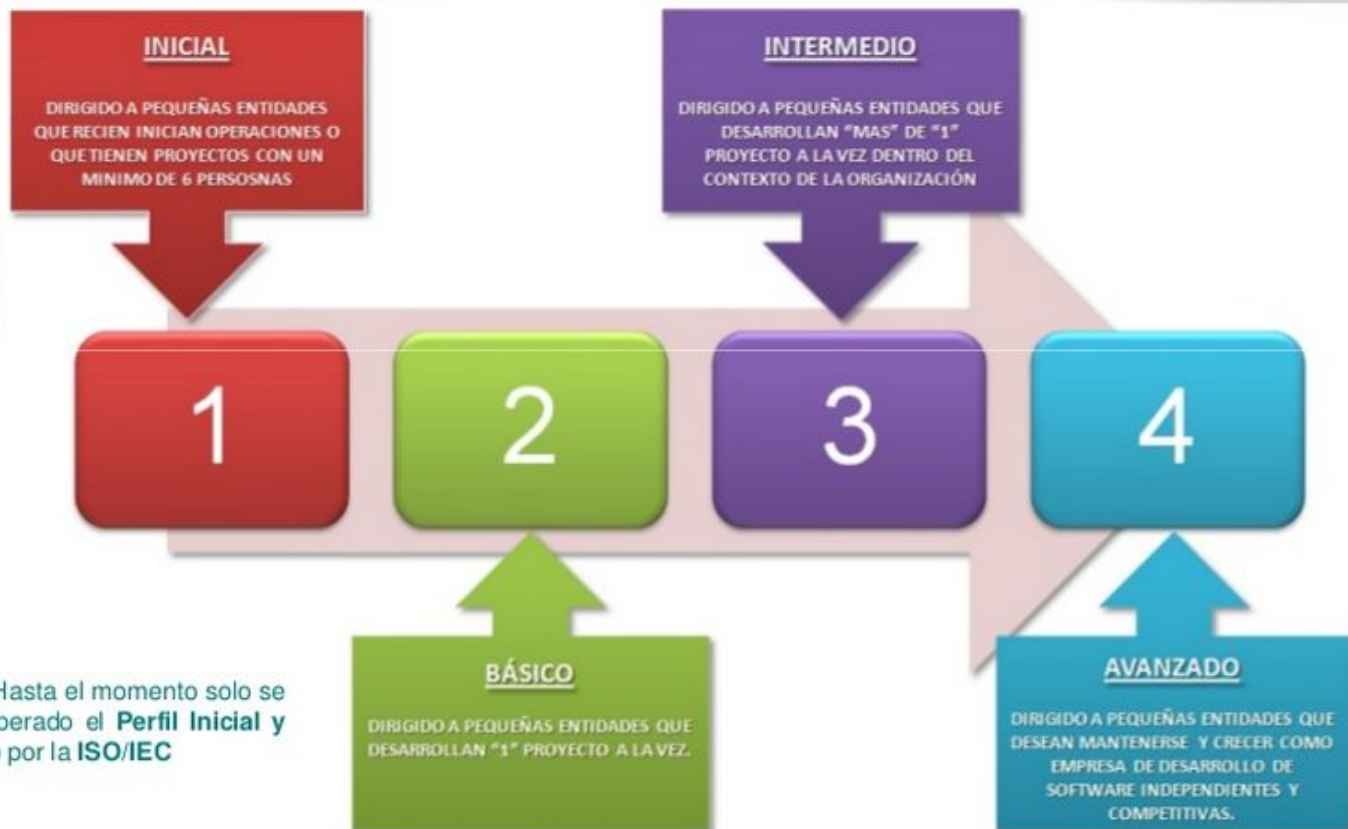 INICIAL
DIRIGIDO A PEQUEÑAS ENTIDADES
QUE RECIEN INICIAN OPERACIONES O
QUE TIENEN PROYECTOS CON UN
MINIMO DE 6 PERSOSNAS
INTERMEDIO
DIRIGIDO A PEQUEÑAS ENTIDADES QUE
DESARROLLAN "MAS" DE "1"
PROYECTO A LA VEZ DENTRO DEL
CONTEXTO DE LA ORGANIZACIÓN
1
2
3
4
BÁSICO
DIRIGIDO A PEQUEÑAS ENTIDADES QUE
DESARROLLAN "1" PROYECTO A LA VEZ.
AVANZADO
DIRIGIDO A PEQUEÑAS ENTIDADES QUE
DESEAN MANTENERSE Y CRECER COMO
EMPRESA DE DESARROLLO DE
SOFTWARE INDEPENDIENTES Y
COMPETITIVAS.
Hasta el momento solo se
perado el Perfil Inicial y
por la ISO/IEC